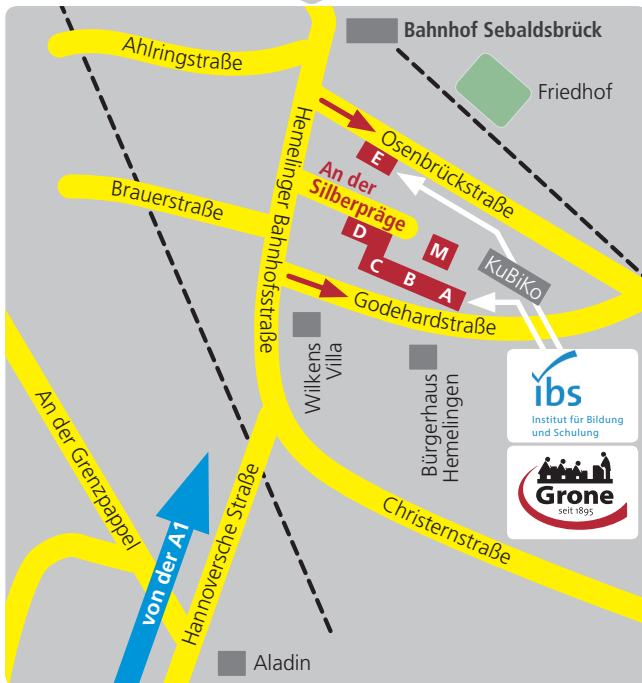 Bahnhof Sebaldsbrück
Ahlringstraße
Friedhof
Hemelinger Bahnhofsstraße
Osenbrückstraße
E
An der
Silberpräge
Brauerstraße
D
M
KuBiKo
C B A
Godehardstraße
Wilkens
Villa
Bürgerhaus
Hemelingen
ibs
Institut für Bildung
und Schulung
An der Grenzpappel
Grone
seit 1895
Hannoversche Straße
Christernstraße
von der A1
Aladin